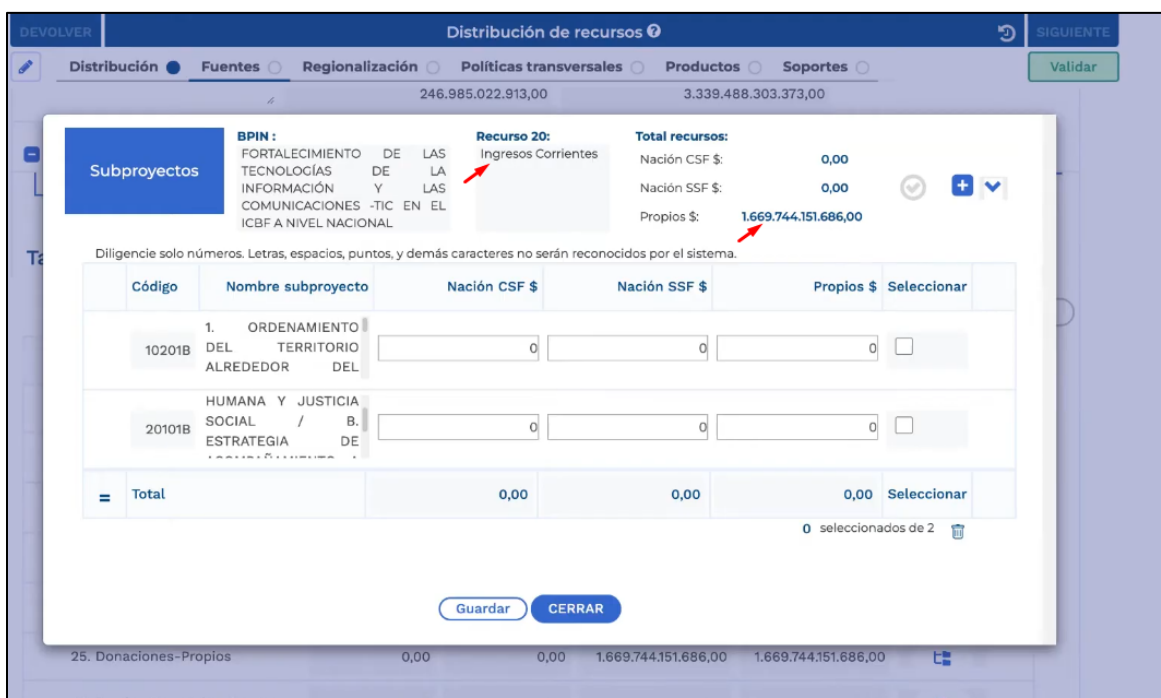 DEVOLVER
Distribución de recursos
SIGUIENTE
Distribución
Fuentes
Regionalización
Políticas transversales
Productos
Soportes
Validar
246.985.022.913,00
3.339.488.303.373,00
Subproyectos
BPIN :
FORTALECIMIENTO DE LAS
TECNOLOGÍAS DE LA
INFORMACIÓN Y LAS
COMUNICACIONES -TIC EN EL
ICBF A NIVEL NACIONAL
Recurso 20:
Ingresos Corrientes
Total recursos:
Nación CSF $: 0,00
Nación SSF $: 0,00
Propios $: 1.669.744.151.686,00
Diligencie solo números. Letras, espacios, puntos, y demás caracteres no serán reconocidos por el sistema.
Código Nombre subproyecto Nación CSF $ Nación SSF $ Propios $ Seleccionar
1. ORDENAMIENTO
10201B DEL TERRITORIO 0 0 0
ALREDEDOR DEL
HUMANA Y JUSTICIA
20101B SOCIAL / B. 0 0 0
ESTRATEGIA DE
= Total 0,00 0,00 0,00 Seleccionar
0 seleccionados de 2
Guardar CERRAR
25. Donaciones-Propios 0,00 0,00 1.669.744.151.686,00 1.669.744.151.686,00